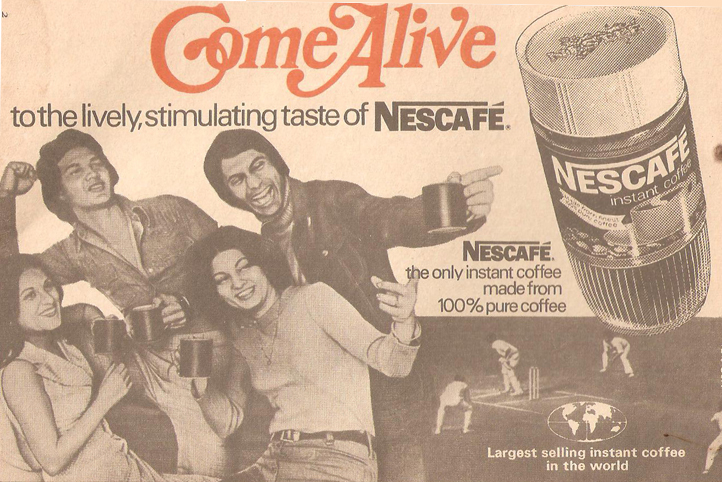 Come Alive
to the lively, stimulating taste of NESCAFÉ.
NESCAFÉ
instant coffee
NESCAFÉ.
the only instant coffee
made from
100% pure coffee
Largest selling instant coffee
in the world